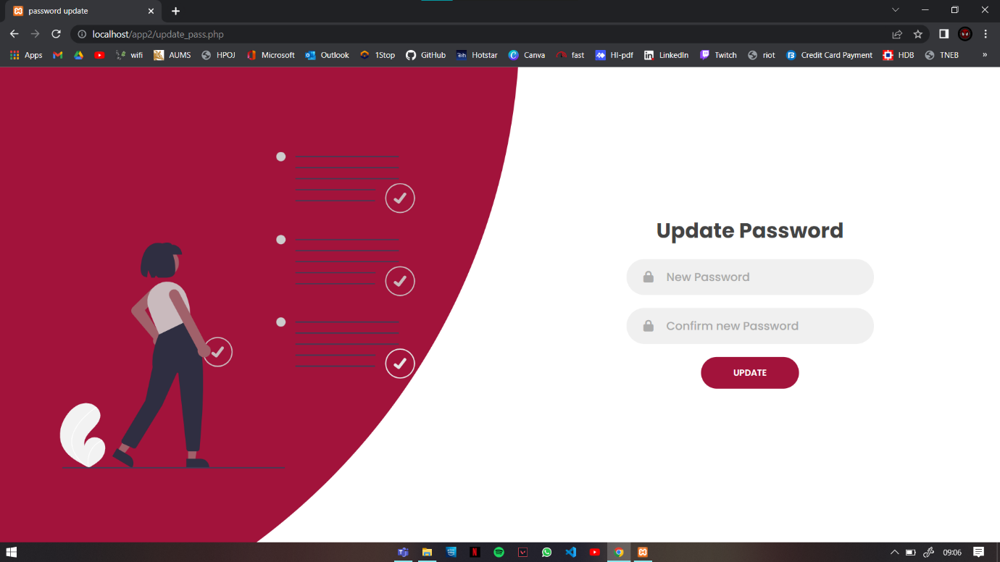 password update
localhost/app2/update_pass.php
Apps wifi AUMS HPOJ Microsoft Outlook 1Stop GitHub Hotstar Canva fast HI-pdf LinkedIn Twitch riot Credit Card Payment HDB TNEB »
Update Password
New Password
Confirm new Password
UPDATE
09:06